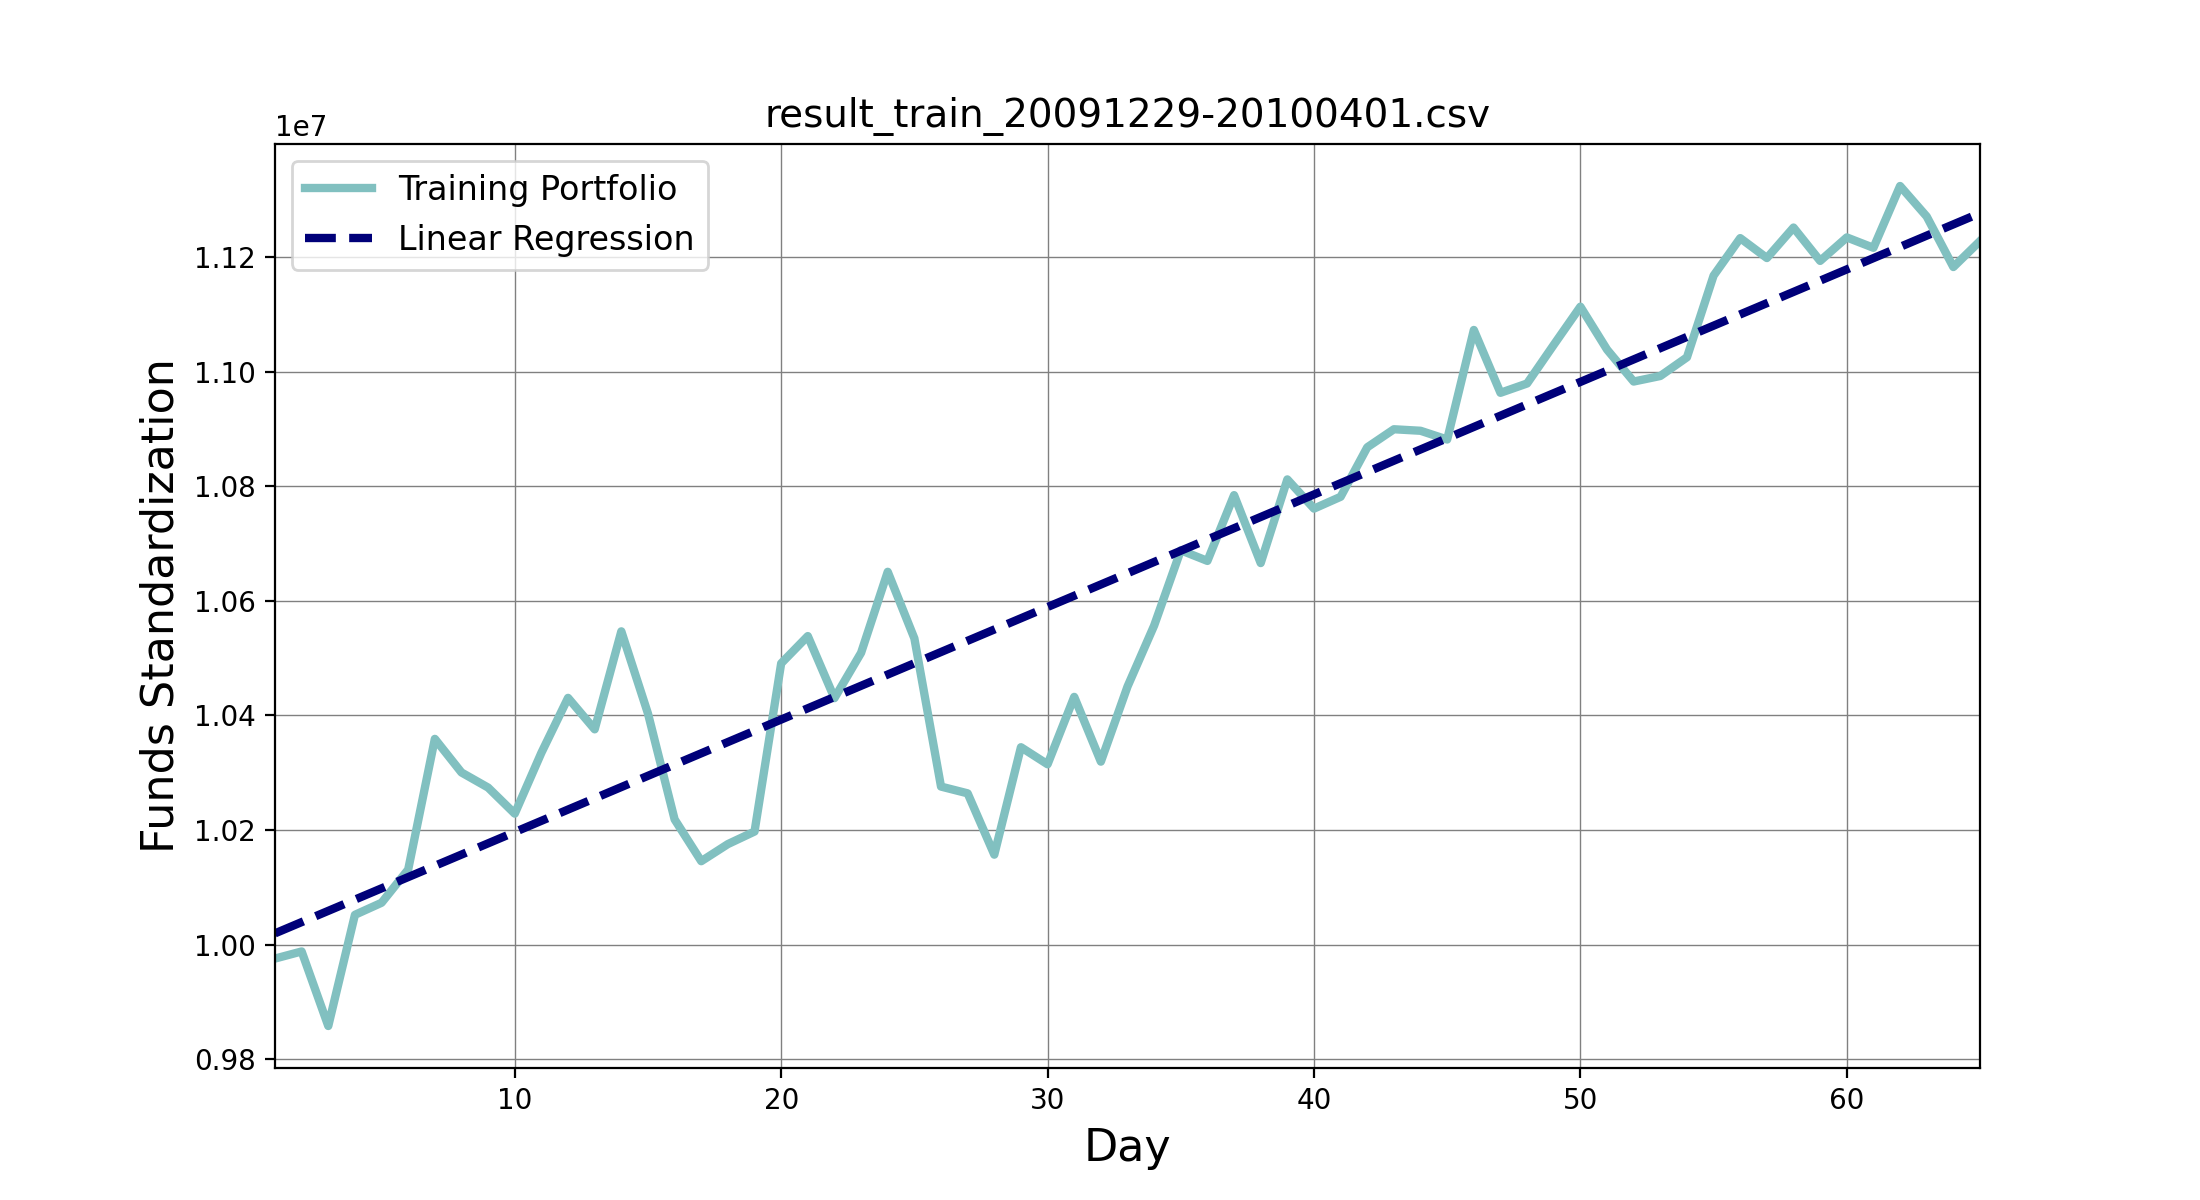 result_train_20091229-20100401.csv
1e7
Training Portfolio
Linear Regression
1.12
1.10
1.08
1.06
1.04
1.02
1.00
0.98
Funds Standardization
10 20 30 40 50 60
Day